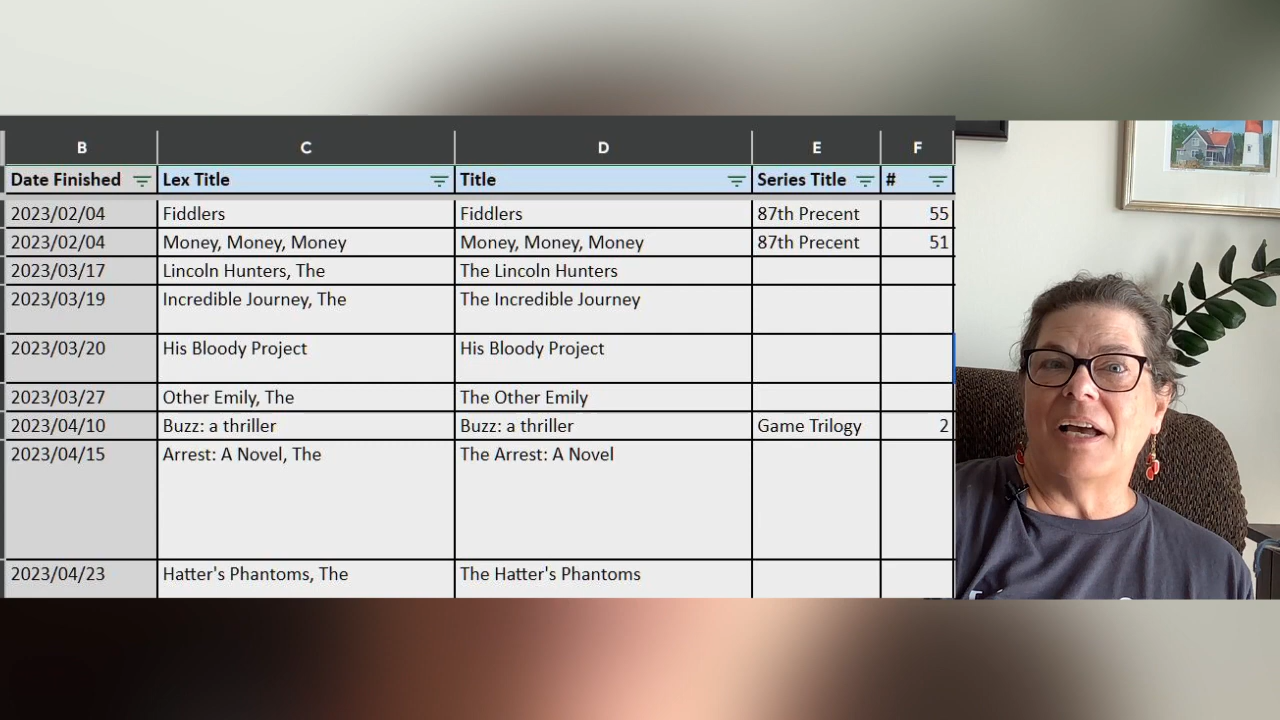 B C D E F
Date Finished Lex Title Title Series Title #
2023/02/04 Fiddlers Fiddlers 87th Precent 55
2023/02/04 Money, Money, Money Money, Money, Money 87th Precent 51
2023/03/17 Lincoln Hunters, The The Lincoln Hunters
2023/03/19 Incredible Journey, The The Incredible Journey
2023/03/20 His Bloody Project His Bloody Project
2023/03/27 Other Emily, The The Other Emily
2023/04/10 Buzz: a thriller Buzz: a thriller Game Trilogy 2
2023/04/15 Arrest: A Novel, The The Arrest: A Novel
2023/04/23 Hatter's Phantoms, The The Hatter's Phantoms